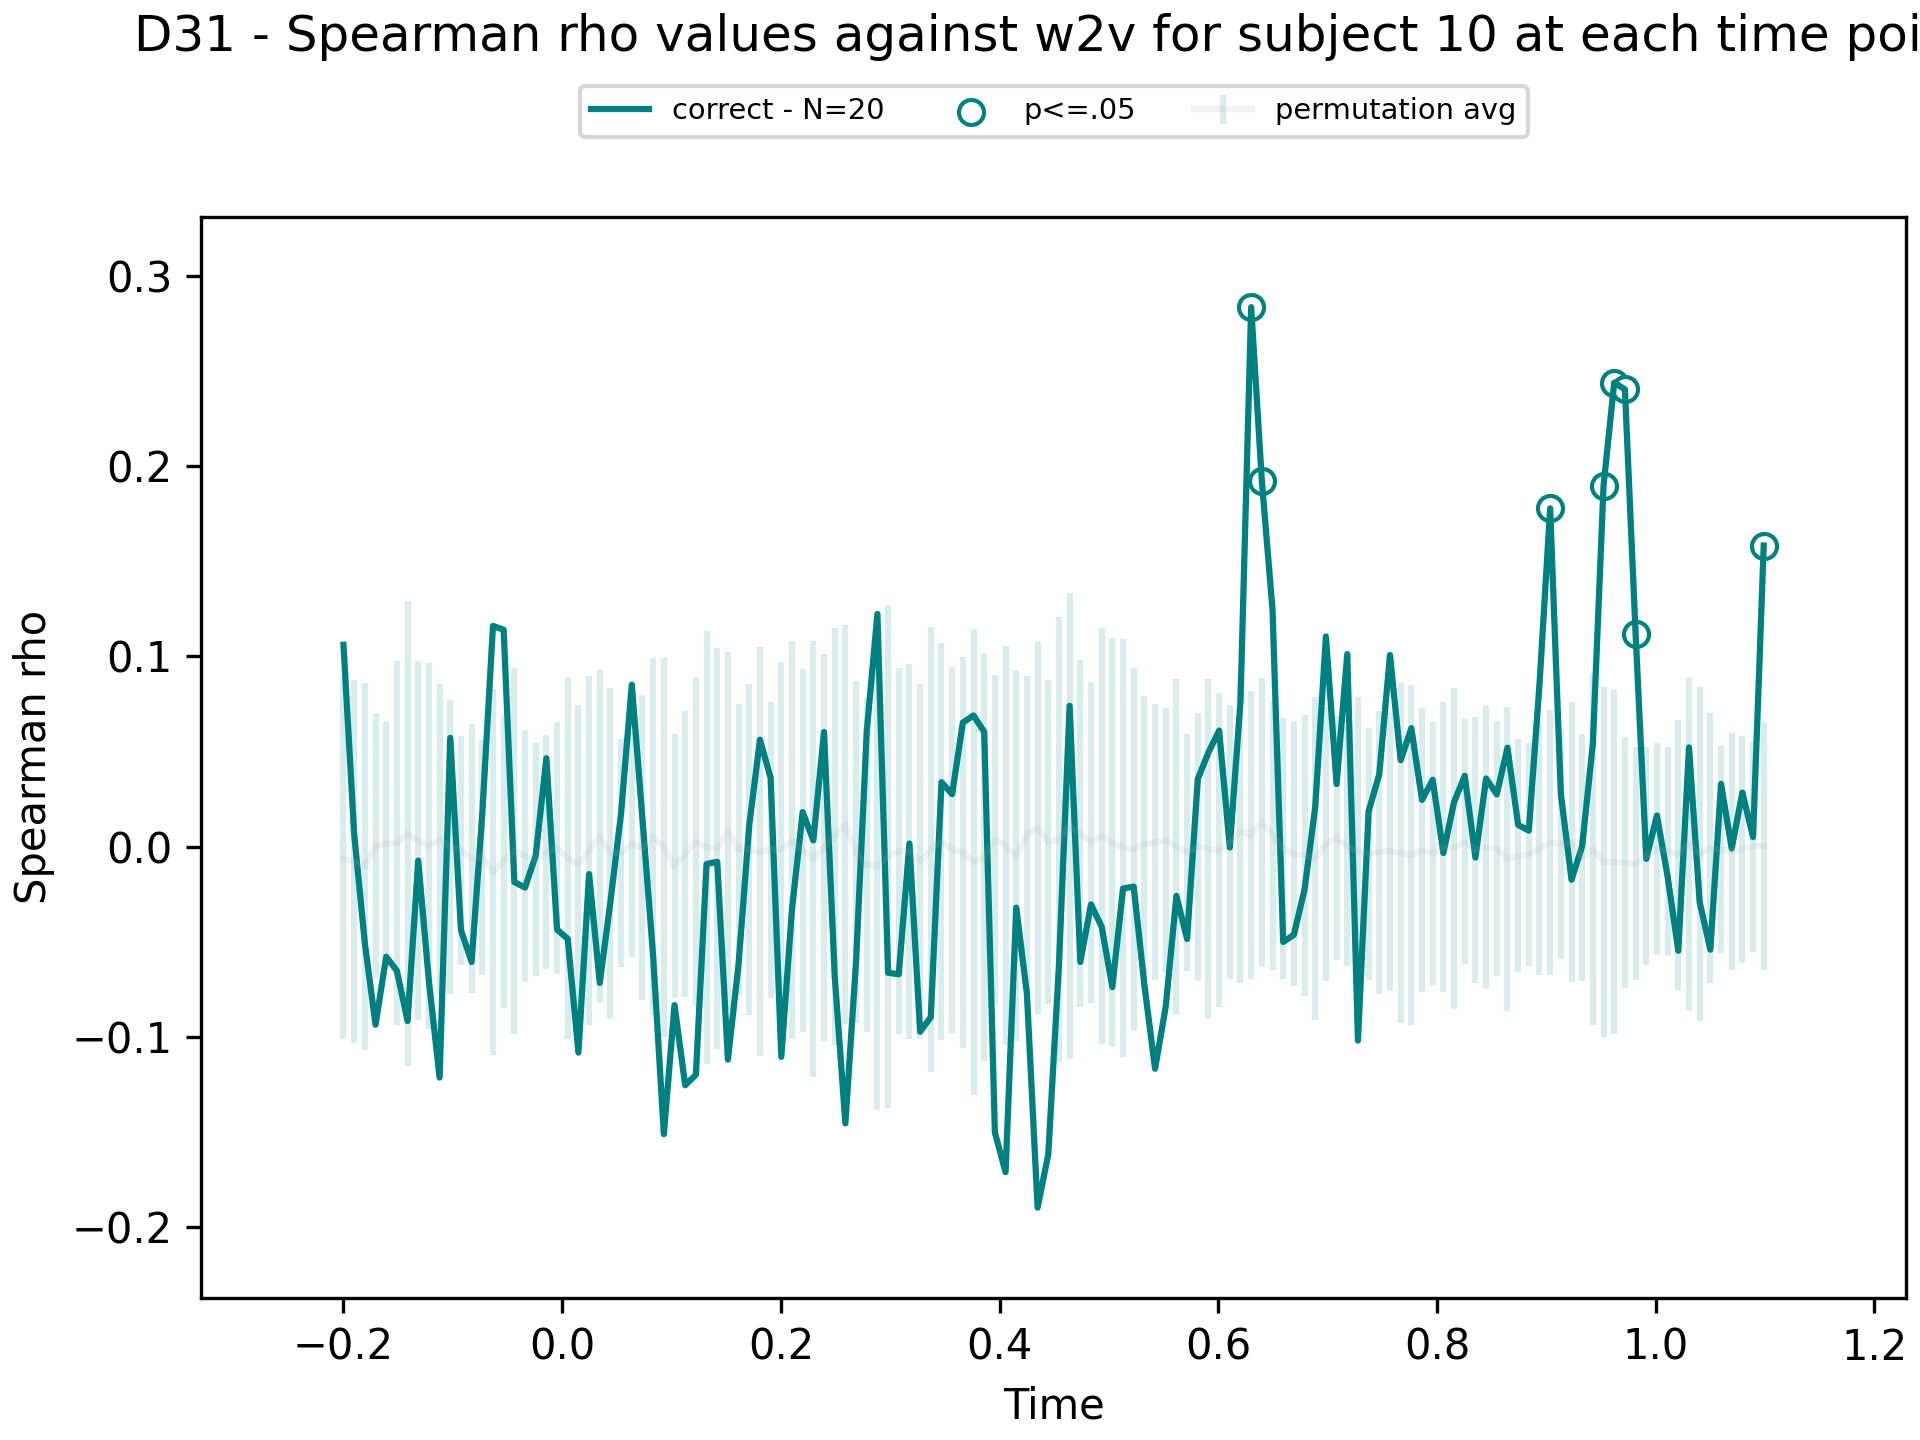 D31 - Spearman rho values against w2v for subject 10 at each time poi
correct - N=20
p<=.05
permutation avg
0.3
0.2
0.1
0.0
−0.1
−0.2
Spearman rho
−0.2
0.0
0.2
0.4
0.6
0.8
1.0
1.2
Time